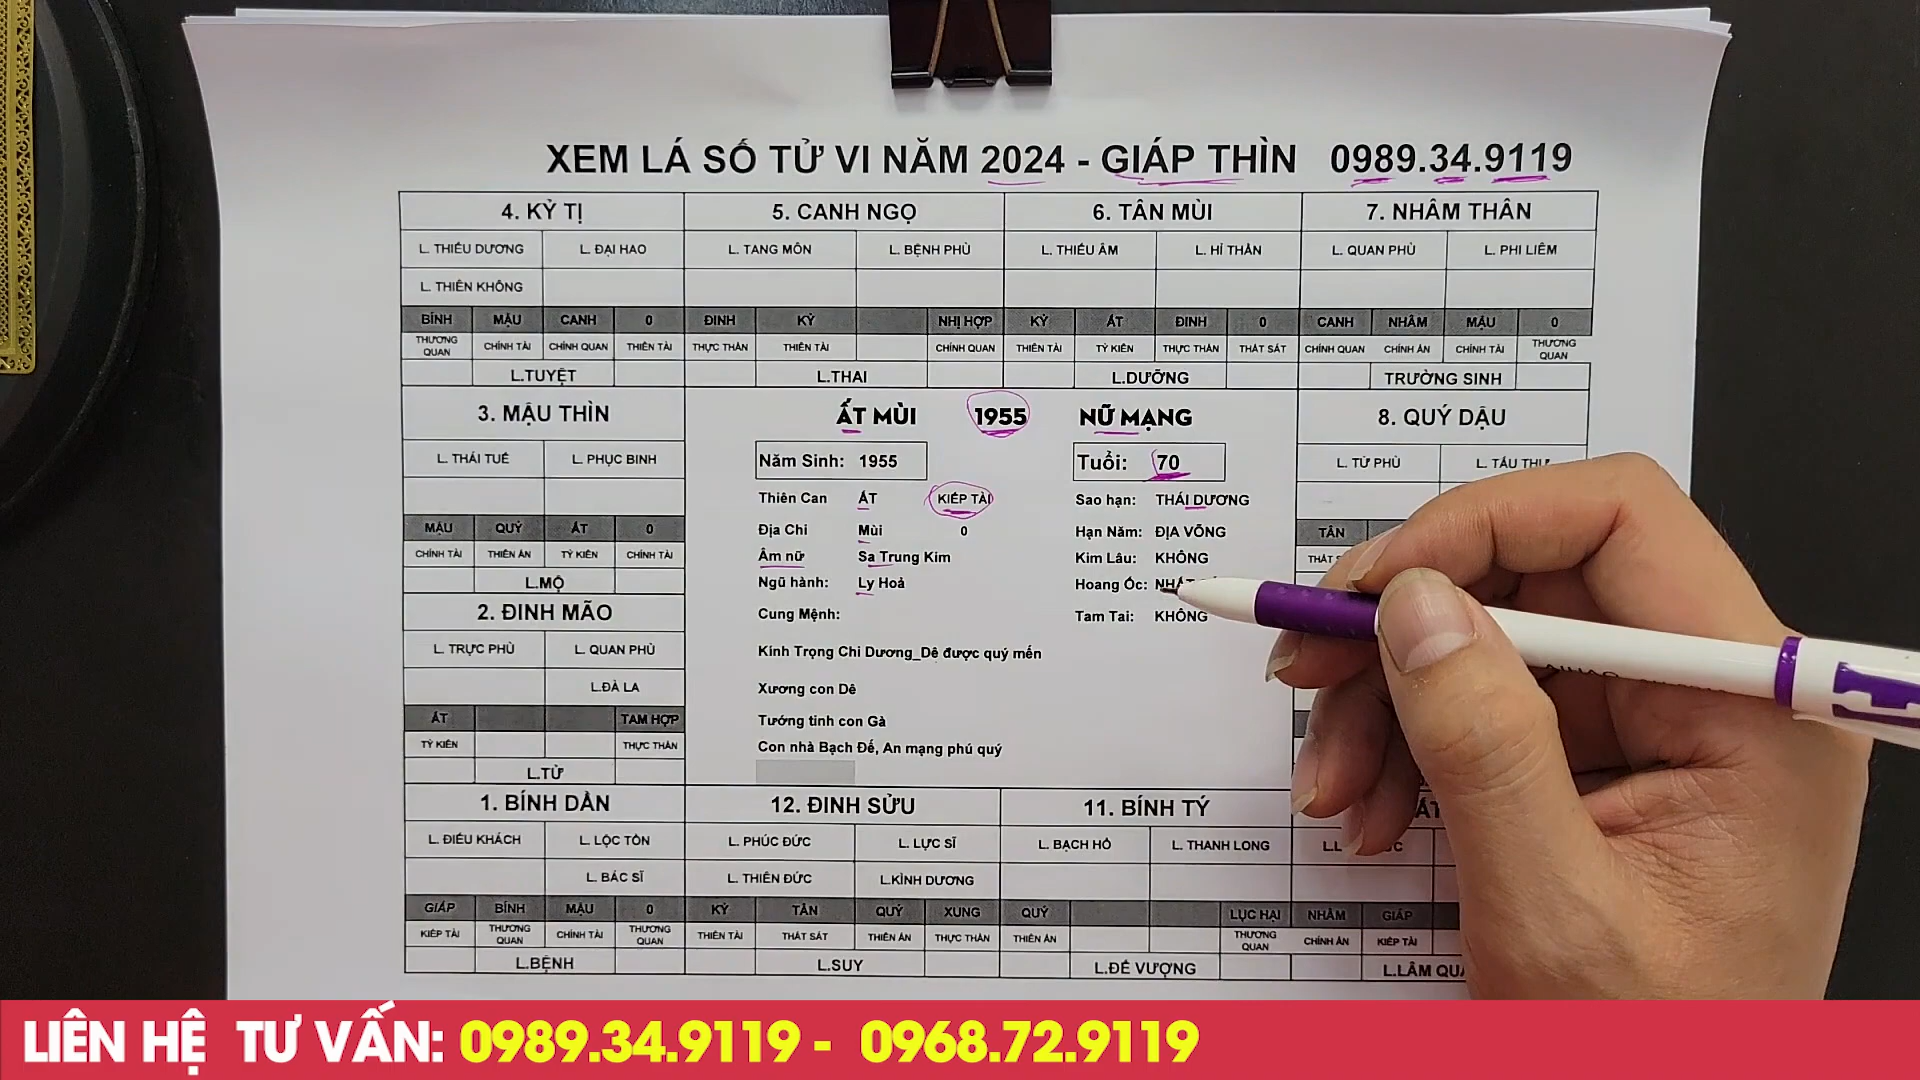 XEM LÁ SỐ TỬ VI NĂM 2024 - GIÁP THÌN 0989.34.9119
4. KỶ TỊ 5. CANH NGỌ 6. TÂN MÙI 7. NHÂM THÂN
L. THIẾU DƯƠNG L. ĐẠI HAO L. TANG MÔN L. BỆNH PHÙ L. THIẾU ÂM L. HỈ THẦN L. QUAN PHÙ L. PHI LIÊM
L. THIÊN KHÔNG
BÍNH MẬU CANH 0 ĐINH KỶ NHỊ HỢP KỶ ẤT ĐINH 0 CANH NHÂM MẬU 0
THƯƠNG QUAN CHÍNH TÀI CHÍNH QUAN THIÊN TÀI THỰC THẦN THIÊN TÀI CHÍNH QUAN THIÊN TÀI TỶ KIÊN THỰC THẦN THẤT SÁT CHÍNH QUAN CHÍNH ẤN CHÍNH TÀI THƯƠNG QUAN
L.TUYỆT L.THAI L.DƯỠNG TRƯỜNG SINH
3. MẬU THÌN
L. THÁI TUẾ L. PHỤC BINH
MẬU QUÝ ẤT 0
CHÍNH TÀI THIÊN ẤN TỶ KIÊN CHÍNH TÀI
L.MỘ
2. ĐINH MÃO
L. TRỰC PHÙ L. QUAN PHỦ
L.ĐÀ LA
ẤT TAM HỢP
TỶ KIÊN THỰC THẦN
L.TỬ
ẤT MÙI 1955 NỮ MẠNG
Năm Sinh: 1955 Tuổi: 70
Thiên Can ẤT KIẾP TÀI Sao hạn: THÁI DƯƠNG
Địa Chi Mùi 0 Hạn Năm: ĐỊA VÕNG
Âm nữ Sa Trung Kim Kim Lâu: KHÔNG
Ngũ hành: Ly Hoả Hoang Ốc: NHẤT
Cung Mệnh: Tam Tai: KHÔNG
Kính Trọng Chi Dương_Dê được quý mến
Xương con Dê
Tướng tinh con Gà
Con nhà Bạch Đế, An mạng phú quý
8. QUÝ DẬU
L. TỬ PHÙ L. TẤU THƯ
TÂN
1. BÍNH DẦN 12. ĐINH SỬU 11. BÍNH TÝ
L. ĐIẾU KHÁCH L. LỘC TỒN L. PHÚC ĐỨC L. LỰC SĨ L. BẠCH HỔ L. THANH LONG
L. BÁC SĨ L. THIÊN ĐỨC L.KÌNH DƯƠNG
GIÁP BÍNH MẬU 0 KỶ TÂN QUÝ XUNG QUÝ LỤC HẠI NHÂM GIÁP
KIẾP TÀI THƯƠNG QUAN CHÍNH TÀI THƯƠNG QUAN THIÊN TÀI THẤT SÁT THIÊN ẤN THỰC THẦN THIÊN ẤN THƯƠNG QUAN CHÍNH ẤN KIẾP TÀI
L.BỆNH L.SUY L.ĐẾ VƯỢNG L.LÂM
LIÊN HỆ TƯ VẤN: 0989.34.9119 - 0968.72.9119